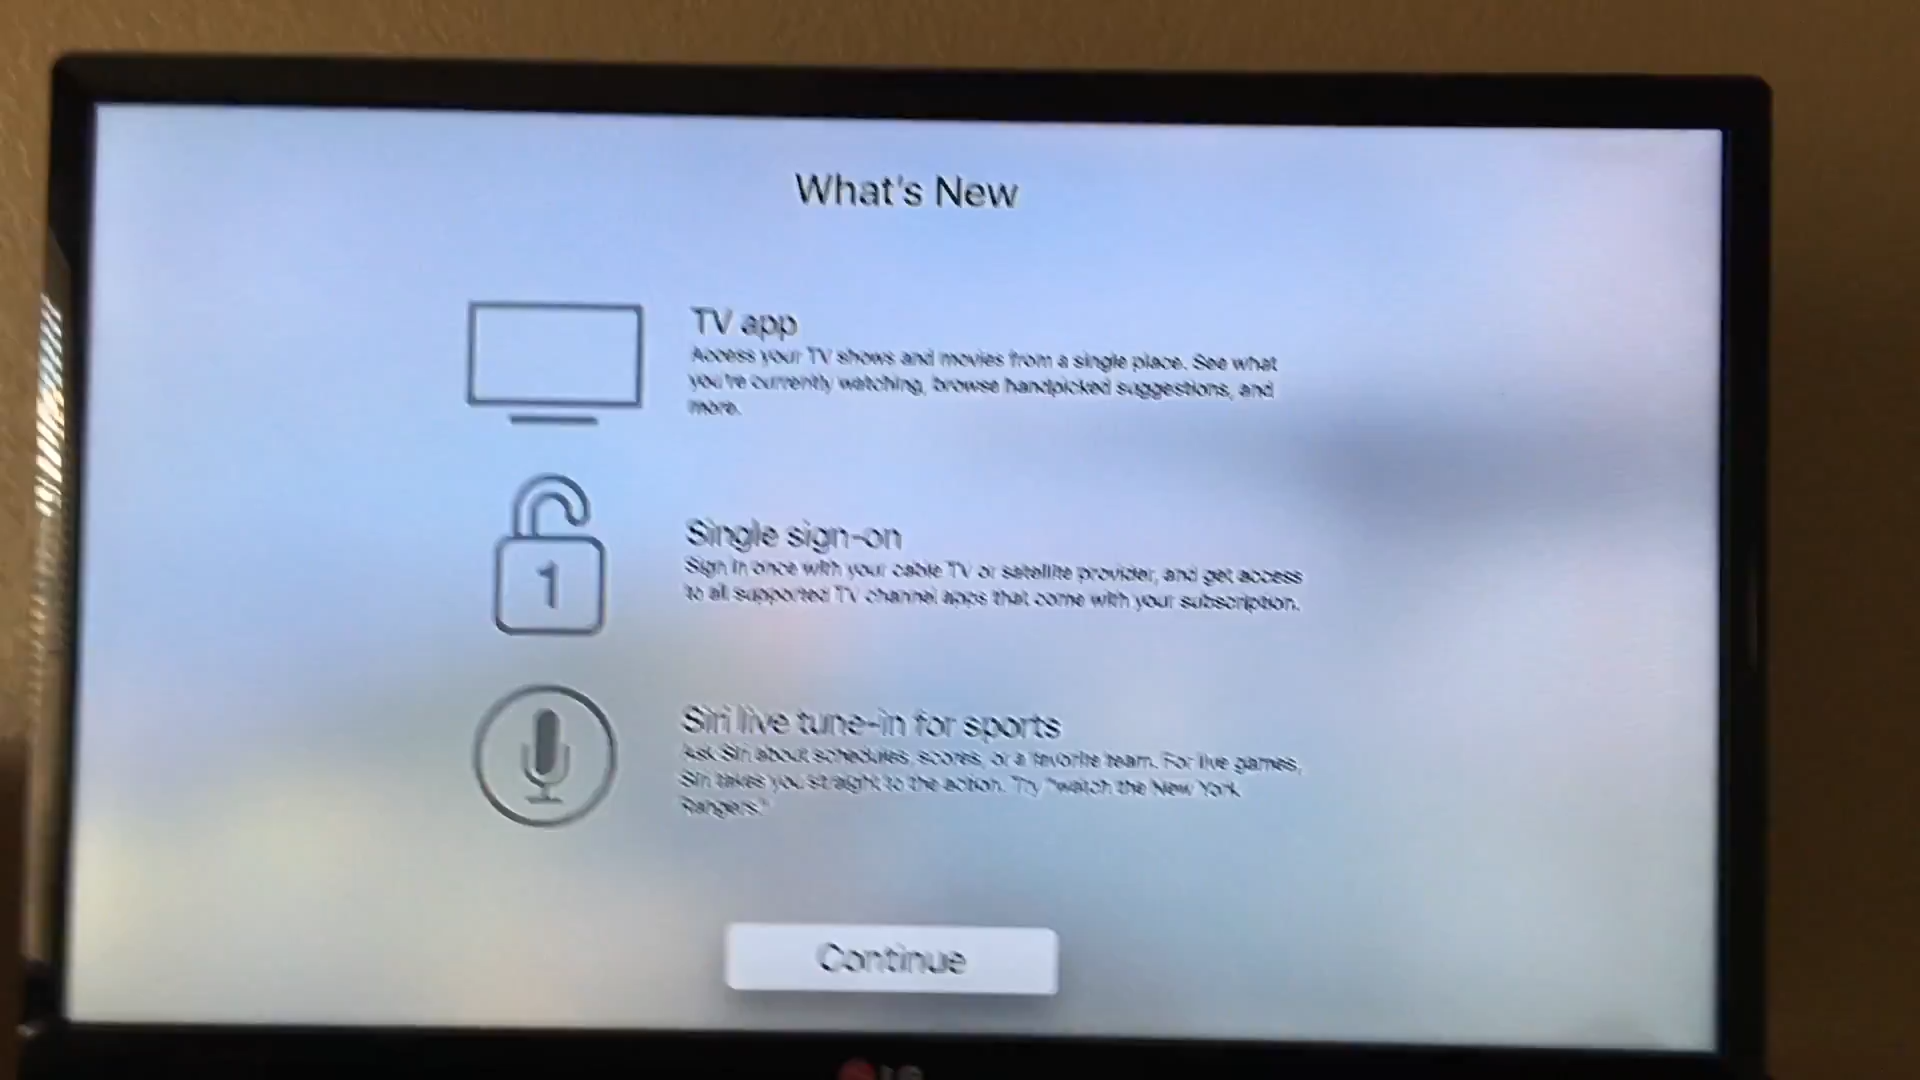 What's New
TV app
Access your TV shows and movies from a single place. See what
you're currently watching, browse handpicked suggestions, and
more.
1
Single sign-on
Sign in once with your cable TV or satellite provider, and get access
to all supported TV channel apps that come with your subscription.
Siri live tune-in for sports
Ask Siri about schedules, scores, or a favorite team. For live games,
Siri takes you straight to the action. Try "watch the New York
Rangers."
Continue
LG